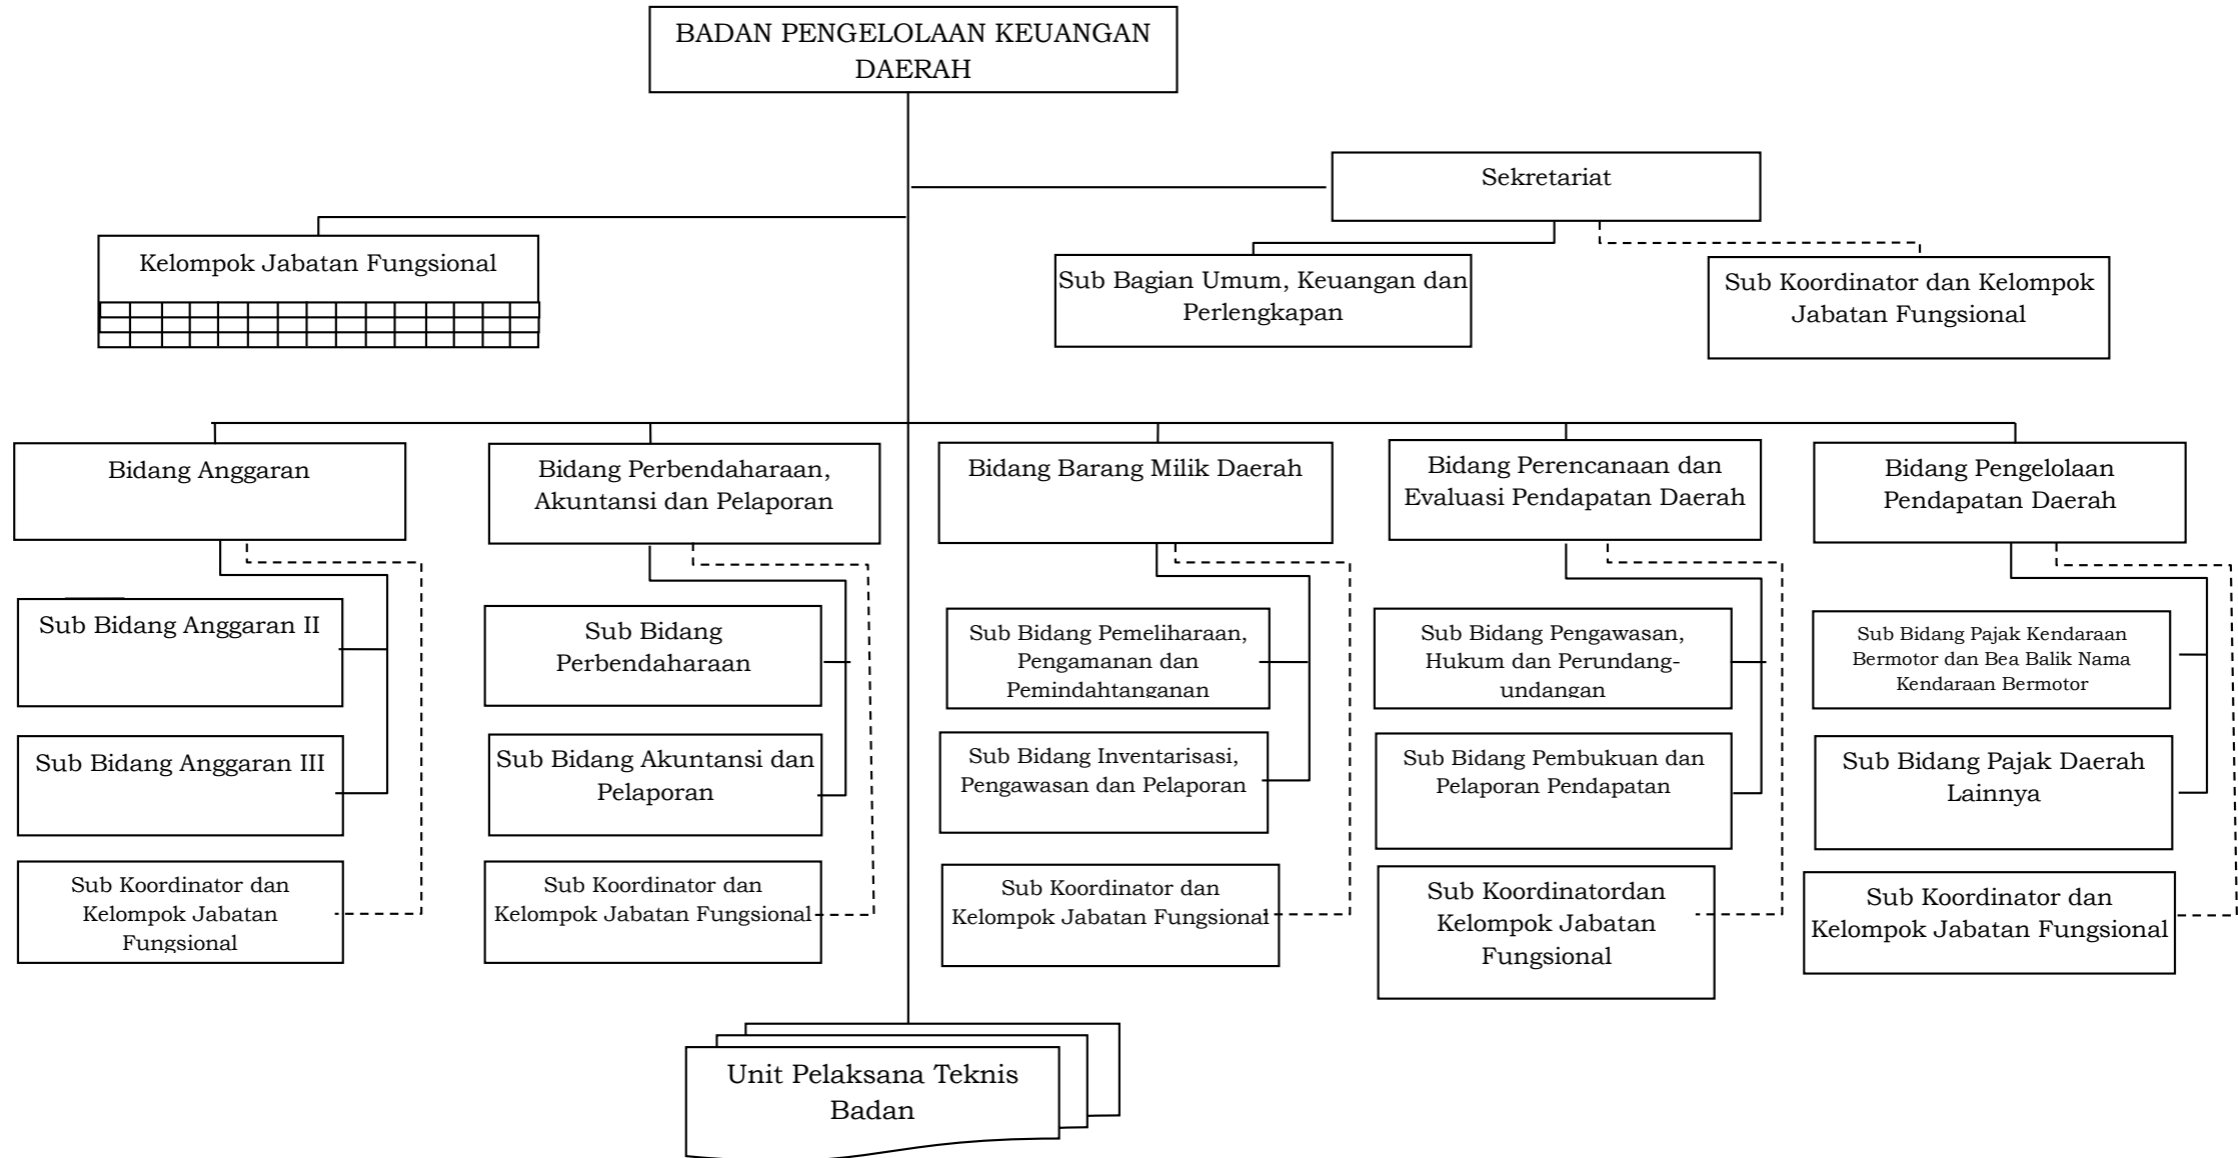 BADAN PENGELOLAAN KEUANGAN
DAERAH
Sekretariat
Kelompok Jabatan Fungsional
Sub Bagian Umum, Keuangan dan
Perlengkapan
Sub Koordinator dan Kelompok
Jabatan Fungsional
Bidang Anggaran
Bidang Perbendaharaan,
Akuntansi dan Pelaporan
Bidang Barang Milik Daerah
Bidang Perencanaan dan
Evaluasi Pendapatan Daerah
Bidang Pengelolaan
Pendapatan Daerah
Sub Bidang Anggaran II
Sub Bidang
Perbendaharaan
Sub Bidang Pemeliharaan,
Pengamanan dan
Pemindahtanganan
Sub Bidang Pengawasan,
Hukum dan Perundang-
undangan
Sub Bidang Pajak Kendaraan
Bermotor dan Bea Balik Nama
Kendaraan Bermotor
Sub Bidang Anggaran III
Sub Bidang Akuntansi dan
Pelaporan
Sub Bidang Inventarisasi,
Pengawasan dan Pelaporan
Sub Bidang Pembukuan dan
Pelaporan Pendapatan
Sub Bidang Pajak Daerah
Lainnya
Sub Koordinator dan
Kelompok Jabatan
Fungsional
Sub Koordinator dan
Kelompok Jabatan Fungsional
Sub Koordinator dan
Kelompok Jabatan Fungsional
Sub Koordinatordan
Kelompok Jabatan
Fungsional
Sub Koordinator dan
Kelompok Jabatan Fungsional
Unit Pelaksana Teknis
Badan